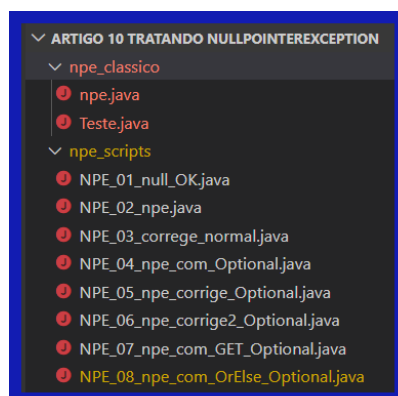 ARTIGO 10 TRATANDO NULLPOINTEREXCEPTION
npe_classico
npe.java
Teste.java
npe_scripts
NPE_01_null_OK.java
NPE_02_npe.java
NPE_03_correge_normal.java
NPE_04_npe_com_Optional.java
NPE_05_npe_corrige_Optional.java
NPE_06_npe_corrige2_Optional.java
NPE_07_npe_com_GET_Optional.java
NPE_08_npe_com_OrElse_Optional.java